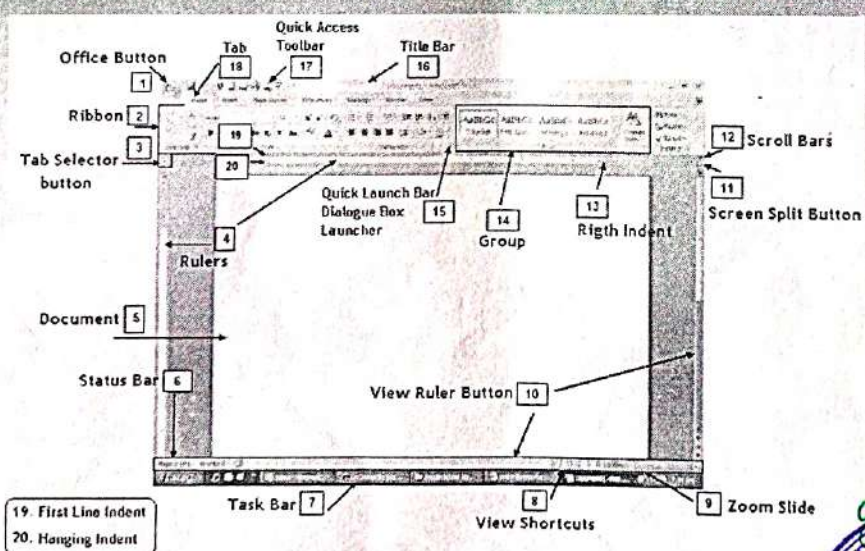 Quick Access
Toolbar
17
Tab
18
Title Bar
16
Office Button
1
Ribbon 2
3
Tab Selector
button
19
20
12 Scroll Bars
11
Screen Split Button
Quick Launch Bar
Dialogue Box
Launcher
15
14
Group
13
Rigth Indent
4
Rulers
Document 5
Status Bar 6
View Ruler Button 10
Task Bar 7
8
View Shortcuts
9 Zoom Slide
19. First Line Indent
20. Hanging Indent